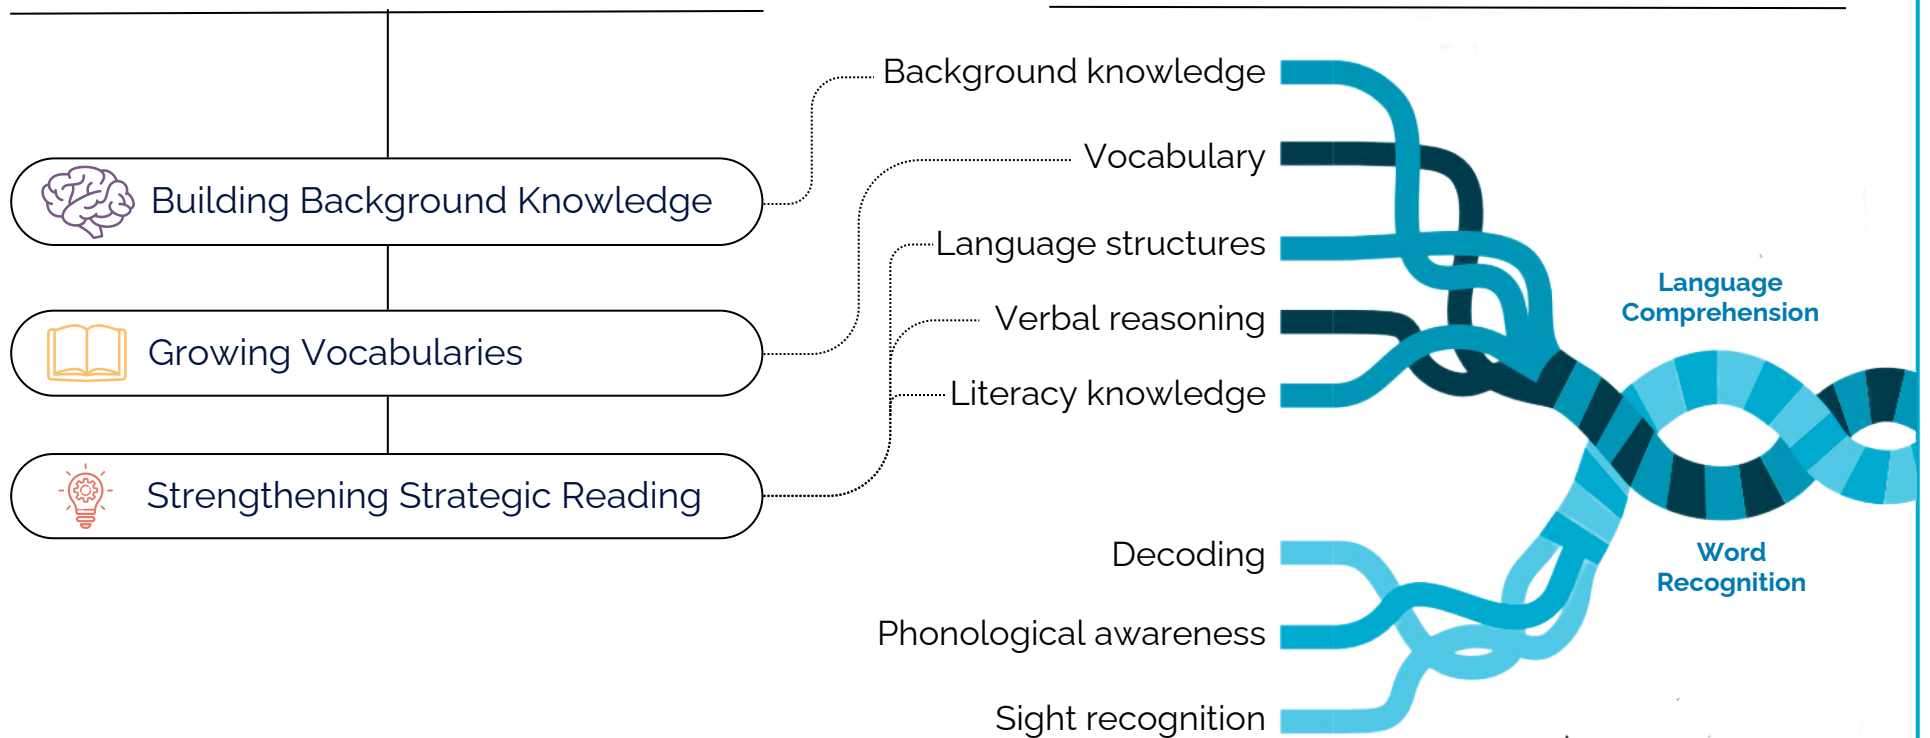 Building Background Knowledge
Growing Vocabularies
Strengthening Strategic Reading
Background knowledge
Vocabulary
Language structures
Verbal reasoning
Literacy knowledge
Decoding
Phonological awareness
Sight recognition
Language
Comprehension
Word
Recognition